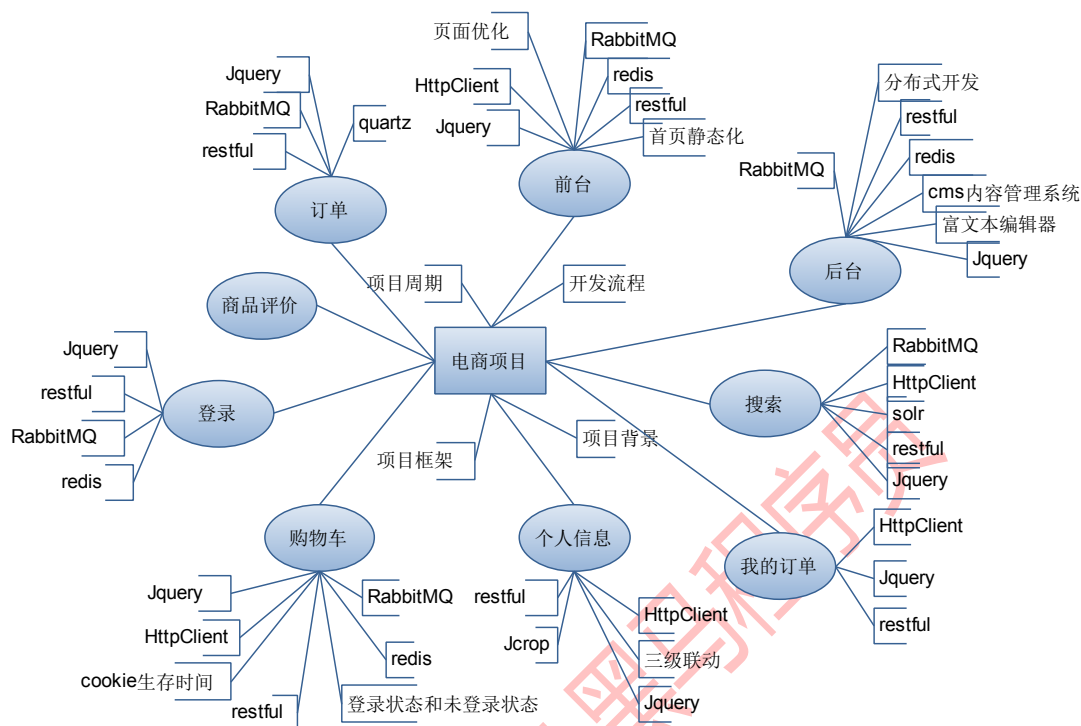 页面优化
RabbitMQ
Jquery
HttpClient
redis
分布式开发
RabbitMQ
quartz
Jquery
restful
restful
restful
首页静态化
RabbitMQ
redis
订单
前台
cms内容管理系统
富文本编辑器
后台
Jquery
项目周期
开发流程
商品评价
电商项目
Jquery
RabbitMQ
restful
登录
HttpClient
搜索
solr
RabbitMQ
项目框架
项目背景
restful
redis
Jquery
购物车
个人信息
HttpClient
我的订单
Jquery
RabbitMQ
restful
Jquery
HttpClient
restful
HttpClient
Jcrop
redis
三级联动
cookie生存时间
restful
登录状态和未登录状态
Jquery
黑马程序员